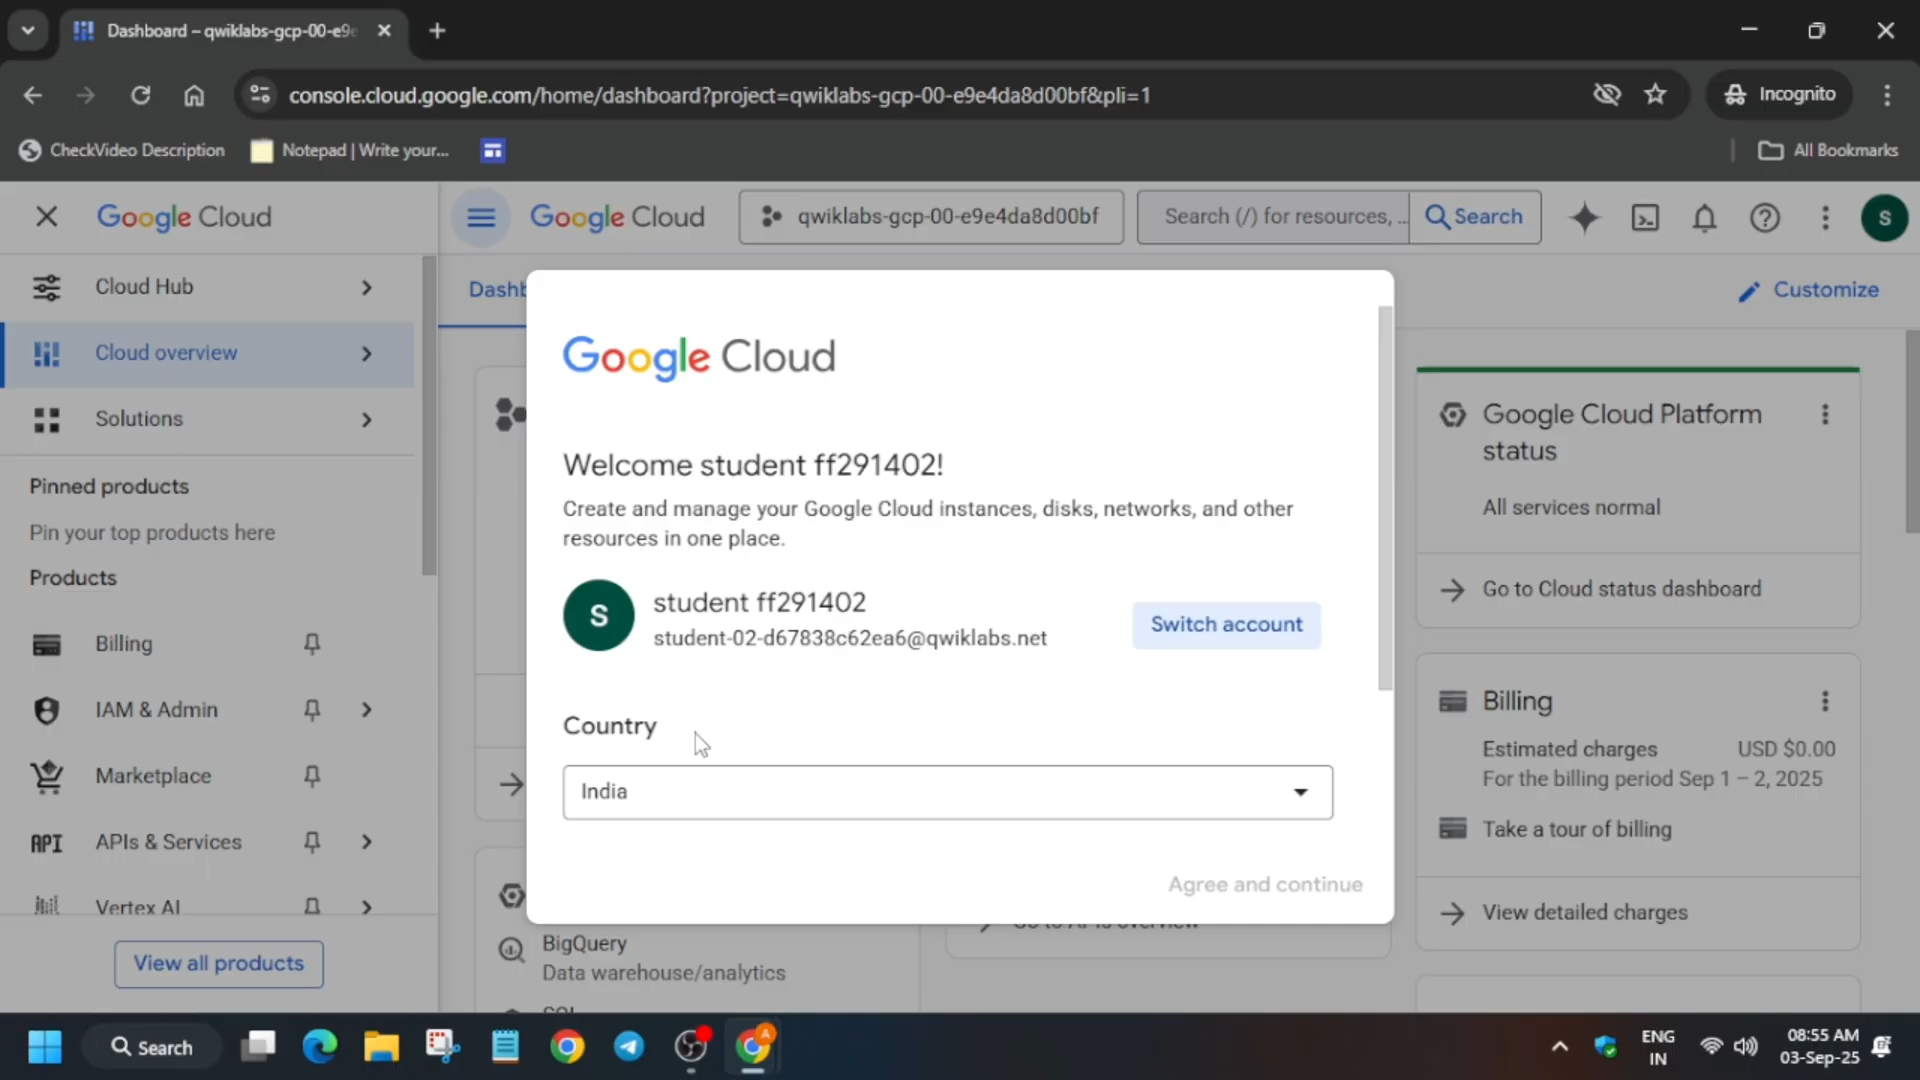 Dashboard – qwiklabs-gcp-00-e9e
console.cloud.google.com/home/dashboard?project=qwiklabs-gcp-00-e9e4da8d00bf&pli=1
Incognito
CheckVideo Description
Notepad | Write your...
All Bookmarks
Google Cloud
Google Cloud
qwiklabs-gcp-00-e9e4da8d00bf
Search (/) for resources, ...
Search
S
Cloud Hub
Cloud overview
Solutions
Pinned products
Pin your top products here
Products
Billing
IAM & Admin
Marketplace
API
APIs & Services
Vertex AI
View all products
Customize
Google Cloud
Welcome student ff291402!
Create and manage your Google Cloud instances, disks, networks, and other
resources in one place.
S
student ff291402
student-02-d67838c62ea6@qwiklabs.net
Switch account
Country
India
Agree and continue
BigQuery
Data warehouse/analytics
Google Cloud Platform
status
All services normal
Go to Cloud status dashboard
Billing
Estimated charges USD $0.00
For the billing period Sep 1 – 2, 2025
Take a tour of billing
View detailed charges
Search
ENG
IN
08:55 AM
03-Sep-25